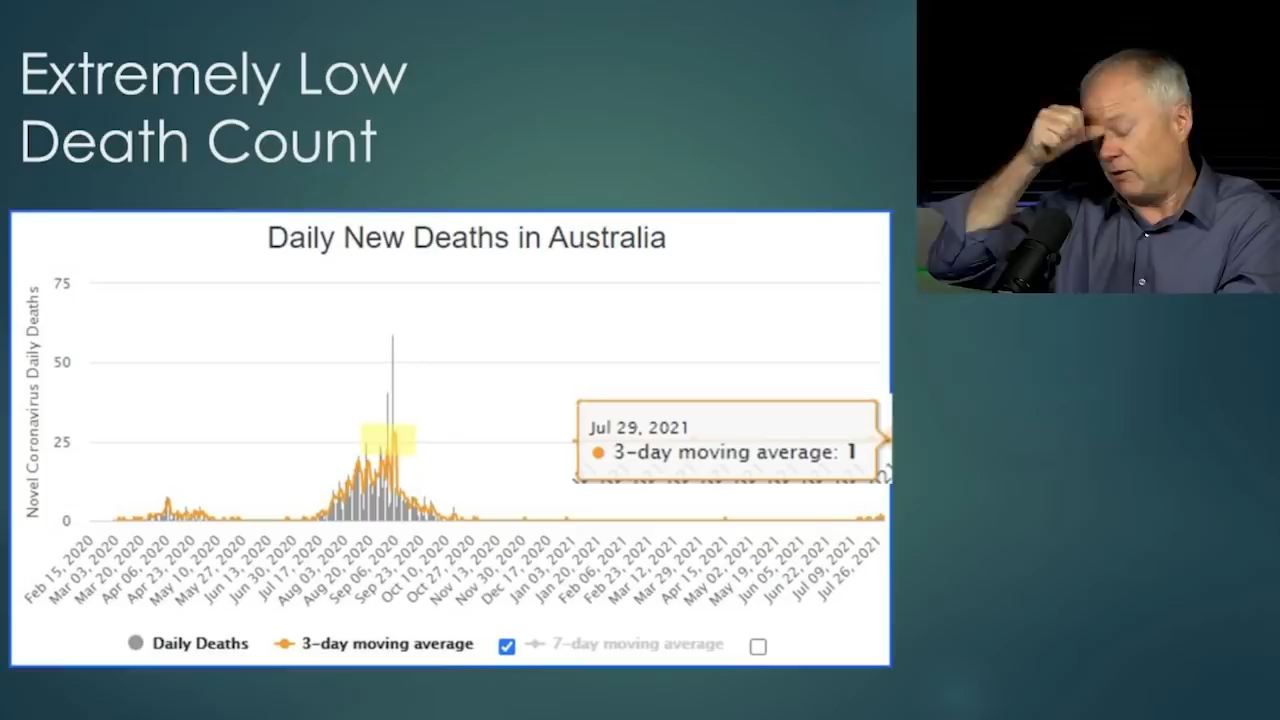 Extremely Low
Death Count
Daily New Deaths in Australia
Novel Coronavirus Daily Deaths
75
50
25
0
Jul 29, 2021
3-day moving average: 1
Feb 15, 2020
Mar 03, 2020
Mar 20, 2020
Apr 06, 2020
Apr 23, 2020
May 10, 2020
May 27, 2020
Jun 13, 2020
Jun 30, 2020
Jul 17, 2020
Aug 03, 2020
Aug 20, 2020
Sep 06, 2020
Sep 23, 2020
Oct 10, 2020
Oct 27, 2020
Nov 13, 2020
Nov 30, 2020
Dec 17, 2020
Jan 03, 2021
Jan 20, 2021
Feb 06, 2021
Feb 23, 2021
Mar 12, 2021
Mar 29, 2021
Apr 15, 2021
May 02, 2021
May 19, 2021
Jun 05, 2021
Jun 22, 2021
Jul 09, 2021
Jul 26, 2021
Daily Deaths 3-day moving average 7-day moving average